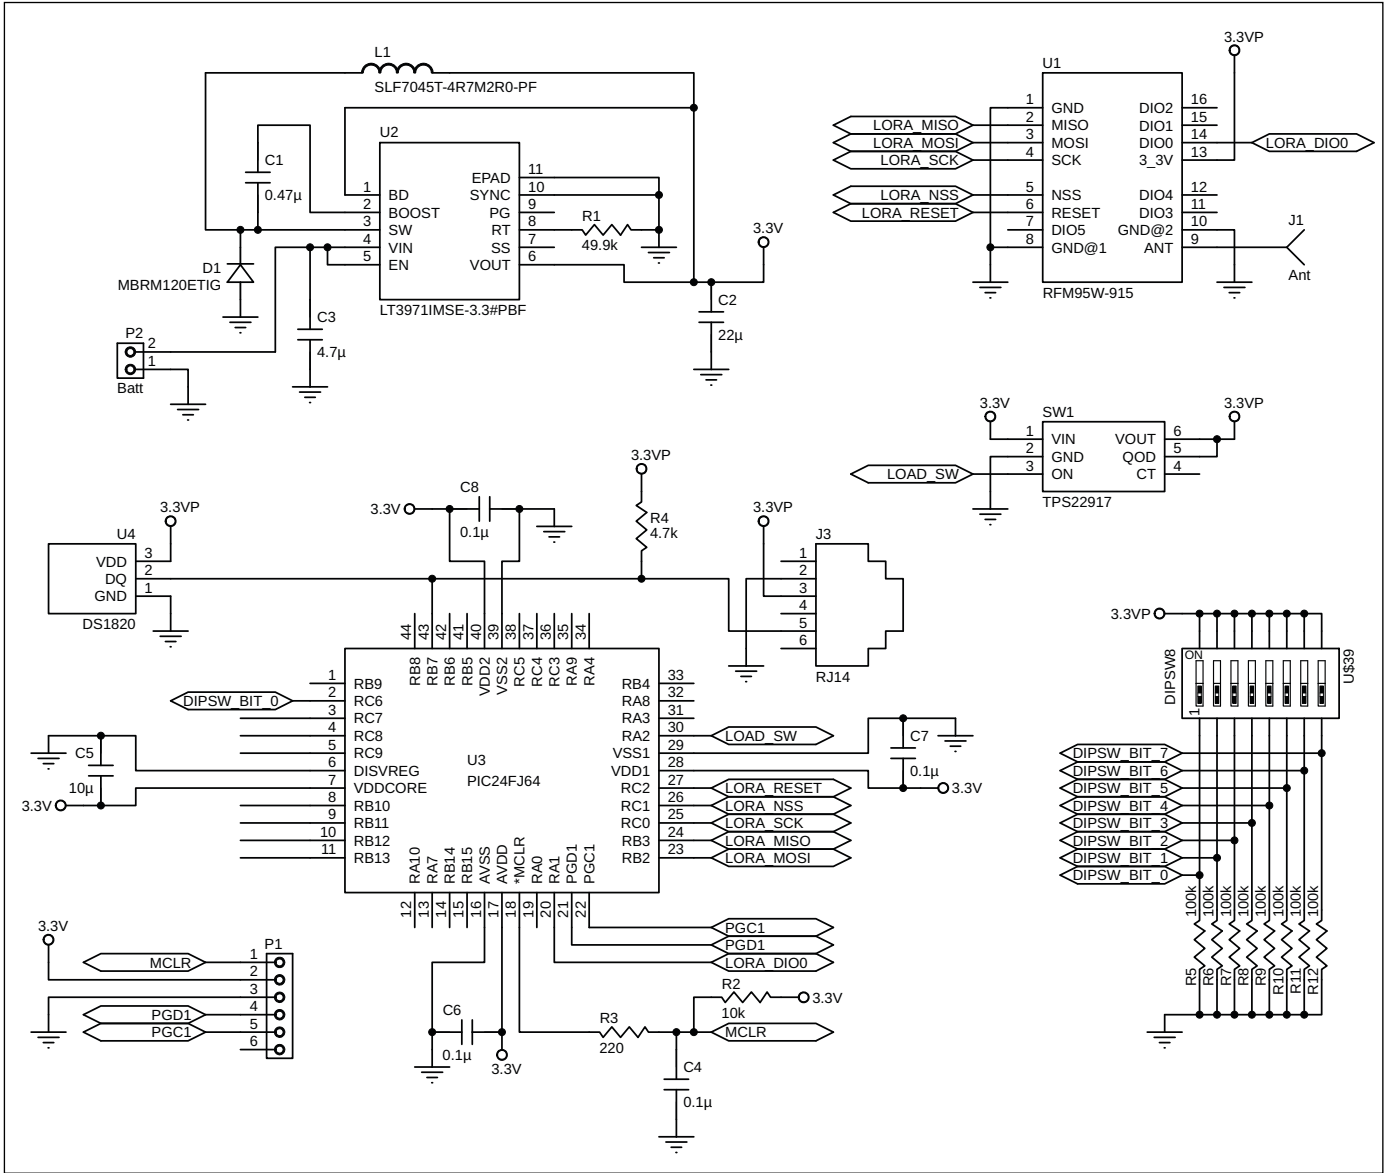 L1
SLF7045T-4R7M2R0-PF
U2
C1
0.47µ
1 BD
2 BOOST
3 SW
4 VIN
5 EN
EPAD 11
SYNC 10
PG 9
RT 8
SS 7
VOUT 6
LT3971IMSE-3.3#PBF
R1
49.9k
3.3V
D1
MBRM120ETIG
C3
4.7µ
C2
22µ
P2
2
1
Batt
3.3VP
U1
1 GND
2 MISO
3 MOSI
4 SCK
5 NSS
6 RESET
7 DIO5
8 GND@1
DIO2 16
DIO1 15
DIO0 14
3_3V 13
DIO4 12
DIO3 11
GND@2 10
ANT 9
RFM95W-915
LORA_MISO
LORA_MOSI
LORA_SCK
LORA_NSS
LORA_RESET
LORA_DIO0
J1
Ant
3.3V
SW1
3.3VP
1 VIN
2 GND
3 ON
VOUT 6
QOD 5
CT 4
LOAD_SW
TPS22917
3.3VP
U4
VDD 3
DQ 2
GND 1
DS1820
C8
3.3V
0.1µ
3.3VP
R4
4.7k
3.3VP
J3
1
2
3
4
5
6
RJ14
44 43 42 41 40 39 38 37 36 35 34
RB8 RB7 RB6 RB5 VDD2 VSS2 RC5 RC4 RC3 RA9 RA4
1 RB9
2 RC6
3 RC7
4 RC8
5 RC9
6 DISVREG
7 VDDCORE
8 RB10
9 RB11
10 RB12
11 RB13
DIPSW_BIT_0
C5
10µ
3.3V
U3
PIC24FJ64
RB4 33
RA8 32
RA3 31
RA2 30
VSS1 29
VDD1 28
RC2 27
RC1 26
RC0 25
RB3 24
RB2 23
LOAD_SW
C7
0.1µ
3.3V
LORA_RESET
LORA_NSS
LORA_SCK
LORA_MISO
LORA_MOSI
RA10 RA7 RB14 RB15 AVSS AVDD *MCLR RA0 RA1 PGD1 PGC1
12 13 14 15 16 17 18 19 20 21 22
PGC1
PGD1
LORA_DIO0
3.3V
P1
MCLR
PGD1
PGC1
1
2
3
4
5
6
C6
0.1µ
3.3V
R3
220
R2
10k
3.3V
MCLR
C4
0.1µ
3.3VP
DIPSW8
ON
1
U$39
DIPSW_BIT_7
DIPSW_BIT_6
DIPSW_BIT_5
DIPSW_BIT_4
DIPSW_BIT_3
DIPSW_BIT_2
DIPSW_BIT_1
DIPSW_BIT_0
100k 100k 100k 100k 100k 100k 100k 100k
R5 R6 R7 R8 R9 R10 R11 R12